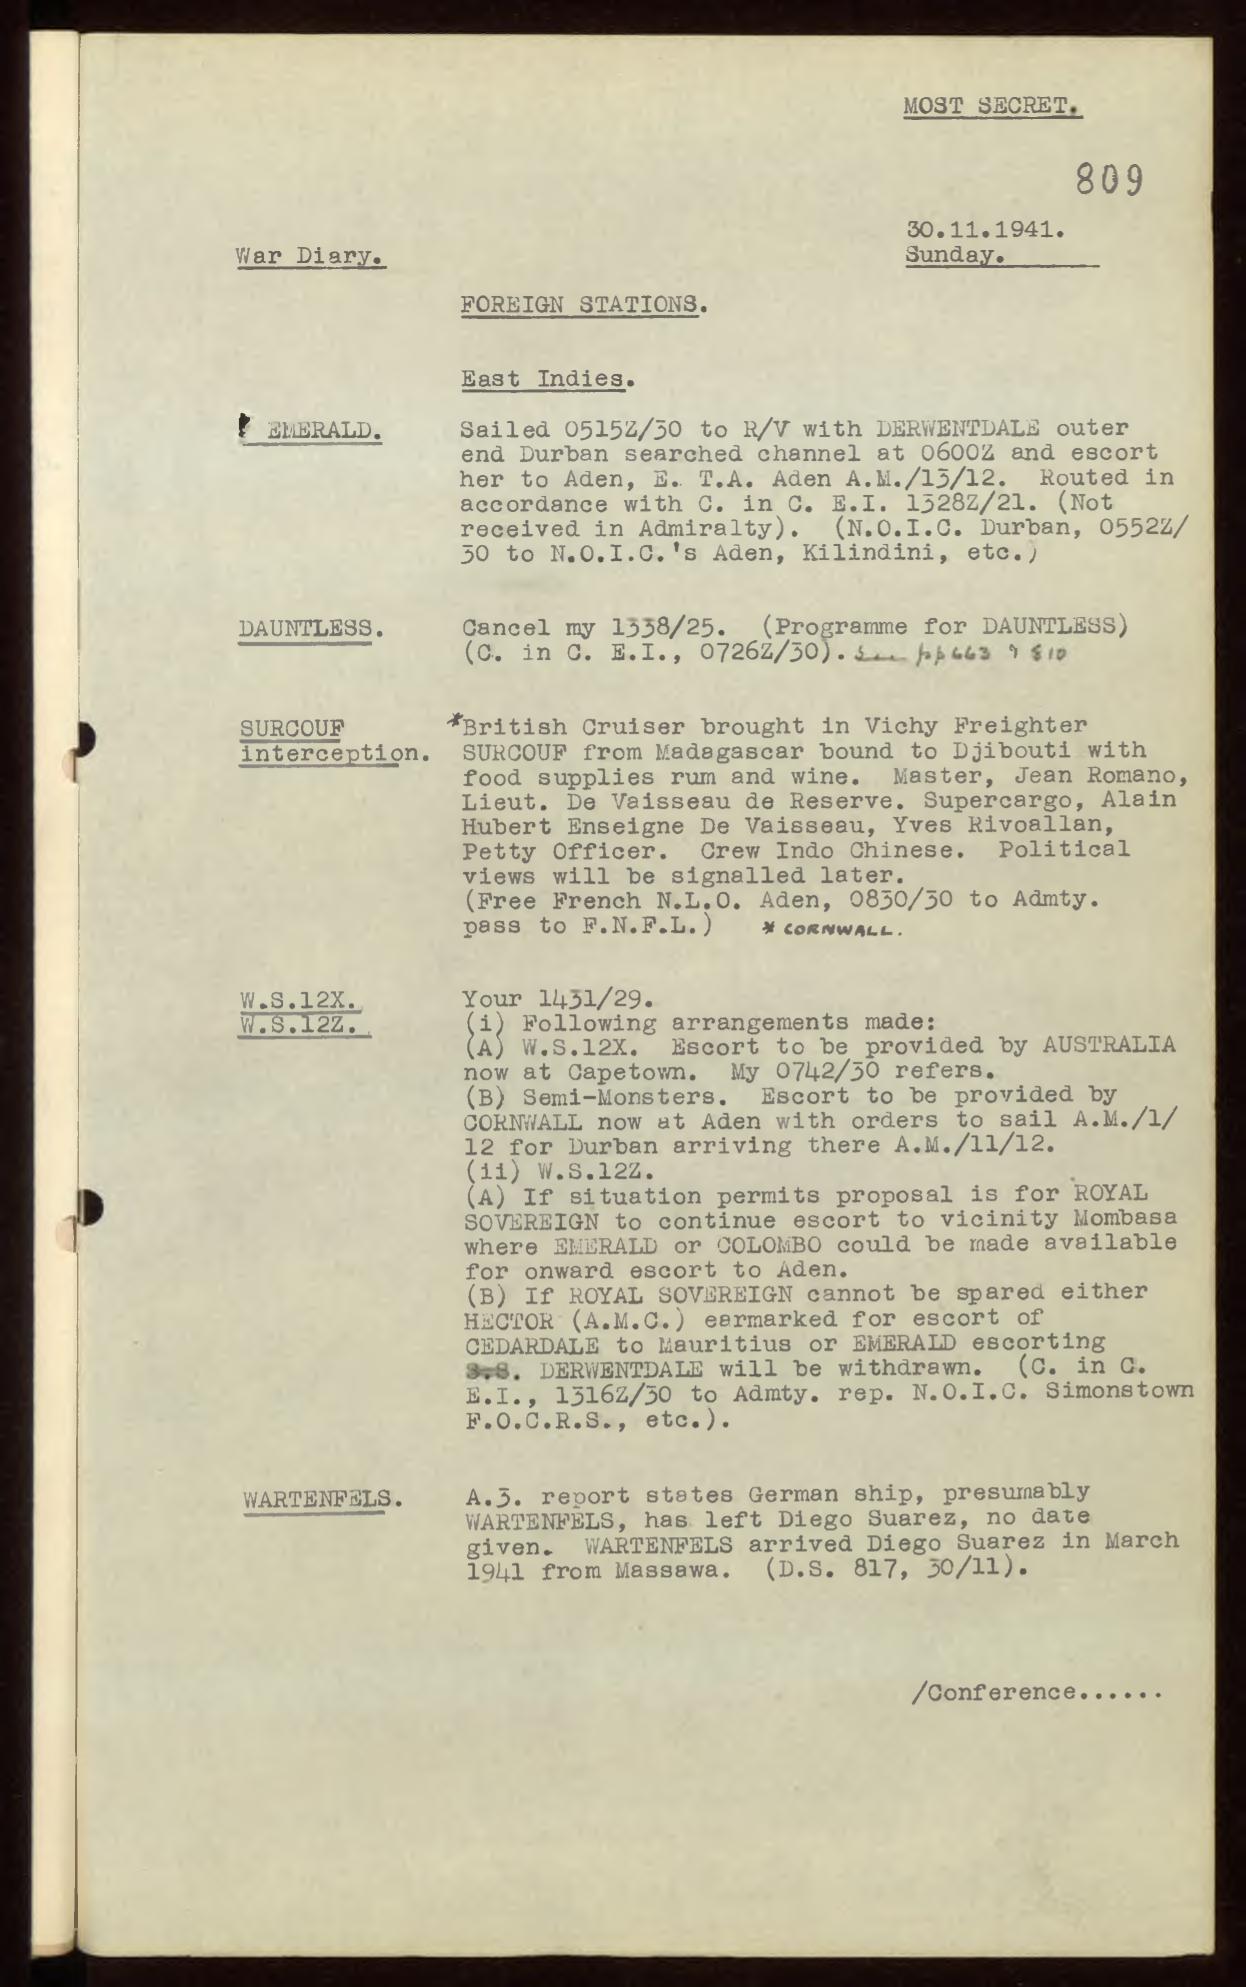 MOST SECRET.
809
30.11.1941.
War Diary.
Sunday.
FOREIGN STATIONS.
East Indies.
EMERALD.
Sailed 0515Z/30 to R/V with DERWENTDALE outer
end Durban searched channel at 0600Z and escort
her to Aden, E. T.A. Aden A.M./13/12. Routed in
accordance with C. in C. E.I. 1328Z/21. (Not
received in Admiralty). (N.O.I.C. Durban, 0552Z/
30 to N.O.I.C.'s Aden, Kilindini, etc.)
DAUNTLESS.
Cancel my 1338/25. (Programme for DAUNTLESS)
(C. in C. E.I., 0726Z/30). See pp 663 & 810
SURCOUF
interception.
*British Cruiser brought in Vichy Freighter
SURCOUF from Madagascar bound to Djibouti with
food supplies rum and wine. Master, Jean Romano,
Lieut. De Vaisseau de Reserve. Supercargo, Alain
Hubert Enseigne De Vaisseau, Yves Rivoallan,
Petty Officer. Crew Indo Chinese. Political
views will be signalled later.
(Free French N.L.O. Aden, 0830/30 to Admty.
pass to F.N.F.L.) * CORNWALL.
W.S.12X.
W.S.12Z.
Your 1431/29.
(i) Following arrangements made:
(A) W.S.12X. Escort to be provided by AUSTRALIA
now at Capetown. My 0742/30 refers.
(B) Semi-Monsters. Escort to be provided by
CORNWALL now at Aden with orders to sail A.M./1/
12 for Durban arriving there A.M./11/12.
(ii) W.S.12Z.
(A) If situation permits proposal is for ROYAL
SOVEREIGN to continue escort to vicinity Mombasa
where EMERALD or COLOMBO could be made available
for onward escort to Aden.
(B) If ROYAL SOVEREIGN cannot be spared either
HECTOR (A.M.C.) earmarked for escort of
CEDARDALE to Mauritius or EMERALD escorting
DERWENTDALE will be withdrawn. (C. in C.
E.I., 1316Z/30 to Admty. rep. N.O.I.C. Simonstown
F.O.C.R.S., etc.).
WARTENFELS.
A.3. report states German ship, presumably
WARTENFELS, has left Diego Suarez, no date
given. WARTENFELS arrived Diego Suarez in March
1941 from Massawa. (D.S. 817, 30/11).
/Conference......